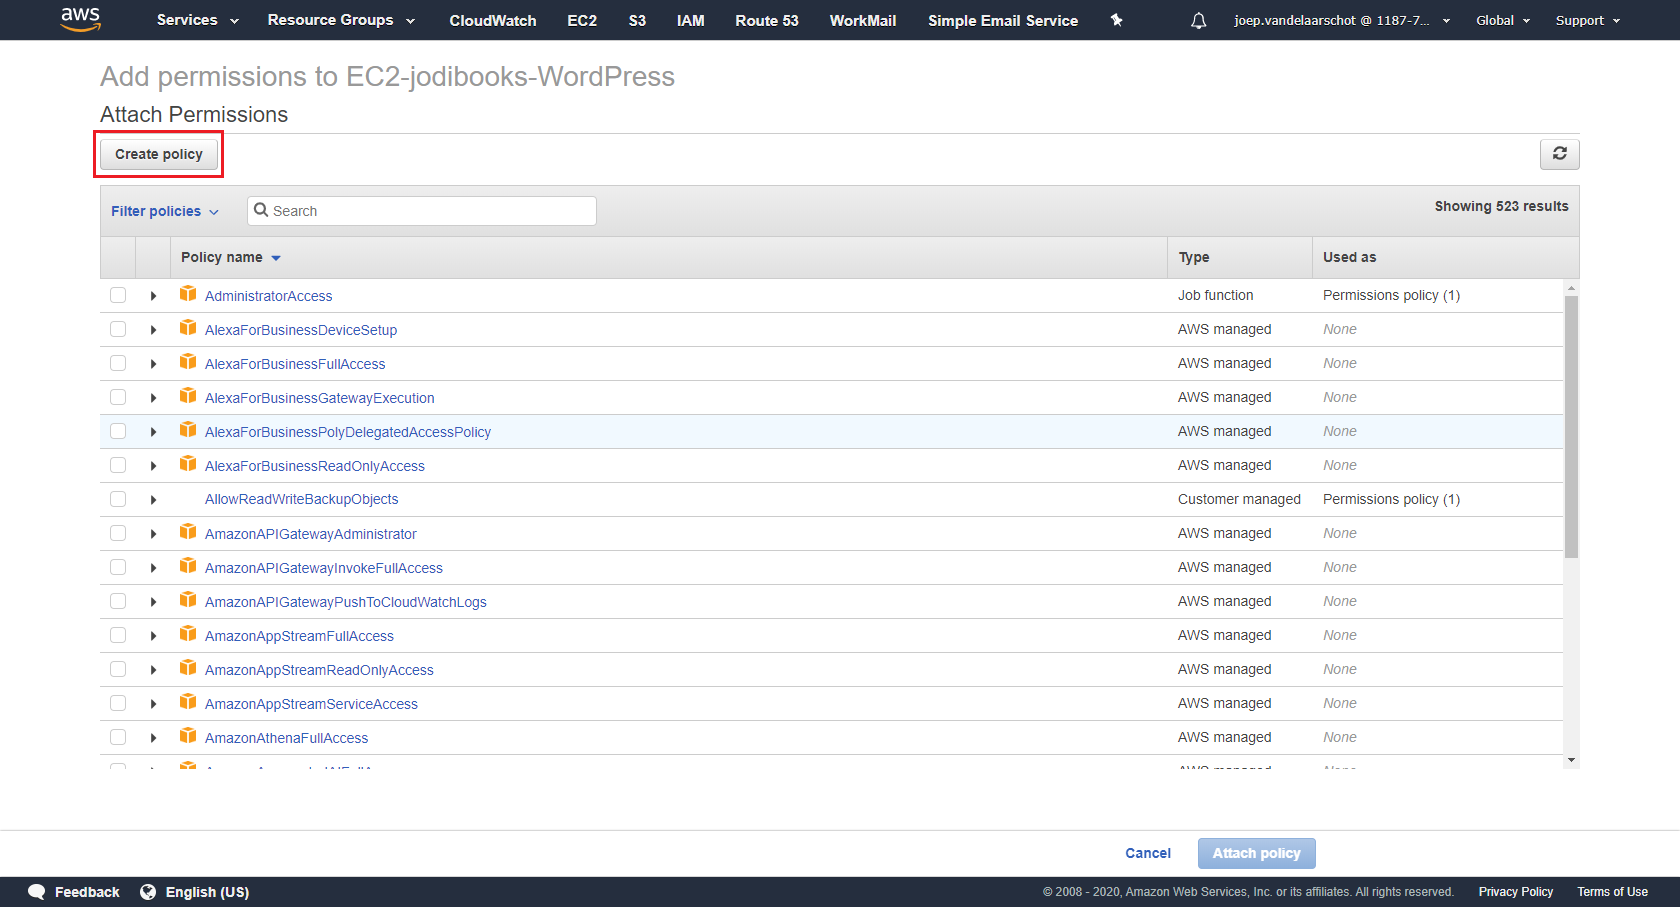 aws Services Resource Groups CloudWatch EC2 S3 IAM Route 53 WorkMail Simple Email Service joep.vandelaarschot @ 1187-7... Global Support
Add permissions to EC2-jodibooks-WordPress
Attach Permissions
Create policy
Filter policies Search Showing 523 results
Policy name Type Used as
AdministratorAccess Job function Permissions policy (1)
AlexaForBusinessDeviceSetup AWS managed None
AlexaForBusinessFullAccess AWS managed None
AlexaForBusinessGatewayExecution AWS managed None
AlexaForBusinessPolyDelegatedAccessPolicy AWS managed None
AlexaForBusinessReadOnlyAccess AWS managed None
AllowReadWriteBackupObjects Customer managed Permissions policy (1)
AmazonAPIGatewayAdministrator AWS managed None
AmazonAPIGatewayInvokeFullAccess AWS managed None
AmazonAPIGatewayPushToCloudWatchLogs AWS managed None
AmazonAppStreamFullAccess AWS managed None
AmazonAppStreamReadOnlyAccess AWS managed None
AmazonAppStreamServiceAccess AWS managed None
AmazonAthenaFullAccess AWS managed None
AWS managed None
Cancel Attach policy
Feedback English (US) © 2008 - 2020, Amazon Web Services, Inc. or its affiliates. All rights reserved. Privacy Policy Terms of Use